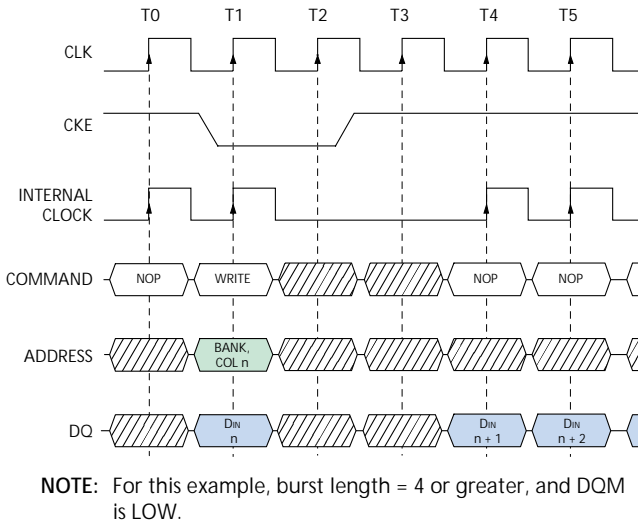 T0 T1 T2 T3 T4 T5
CLK
CKE
INTERNAL
CLOCK
COMMAND NOP WRITE NOP NOP
ADDRESS BANK,
COL n
DQ DIN
n DIN
n + 1 DIN
n + 2
NOTE: For this example, burst length = 4 or greater, and DQM
is LOW.